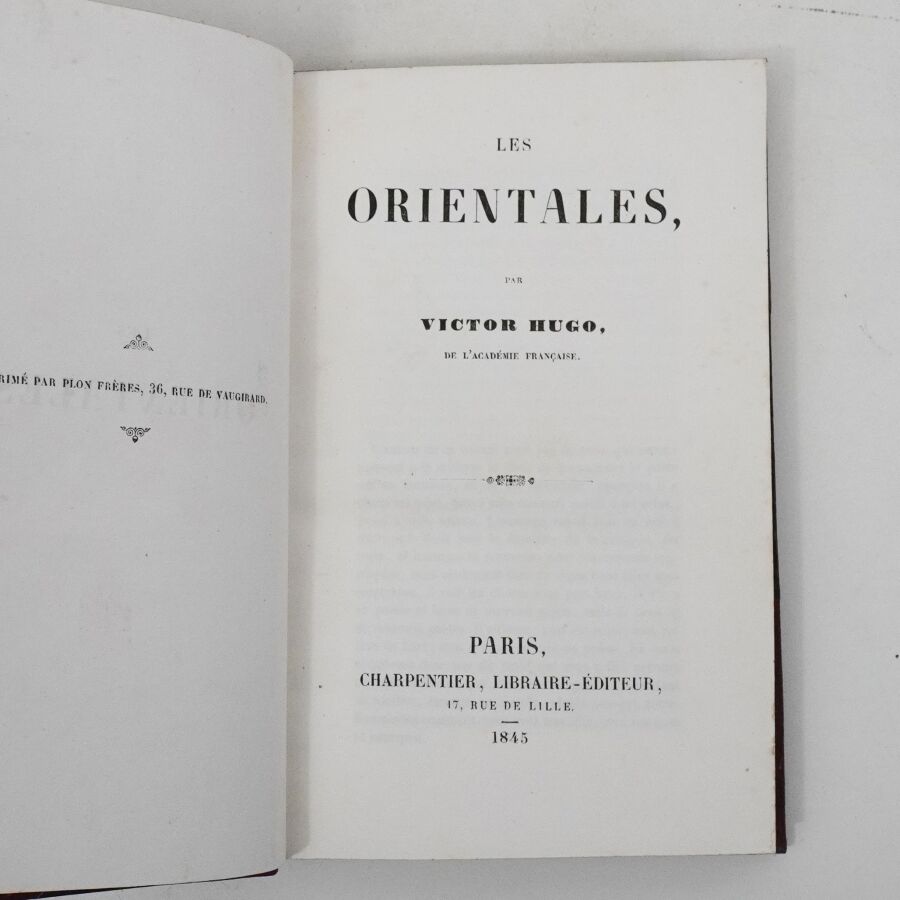 RIMÉ PAR PLON FRÈRES, 36, RUE DE VAUGIRARD.
LES
ORIENTALES,
PAR
VICTOR HUGO,
DE L'ACADÉMIE FRANÇAISE.
PARIS,
CHARPENTIER, LIBRAIRE-ÉDITEUR,
17, RUE DE LILLE.
1845